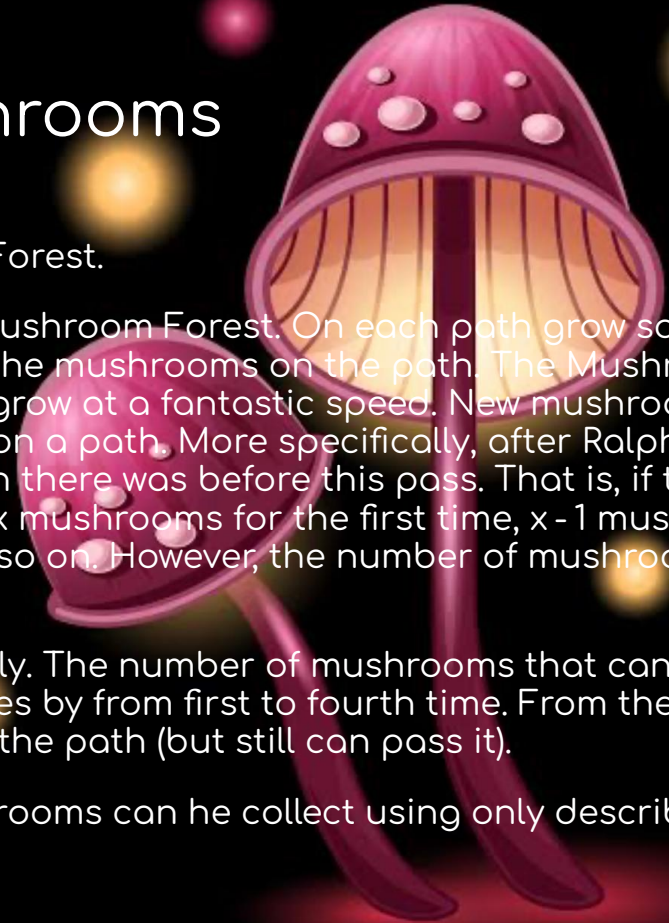 hrooms
Forest.
ushroom Forest. On each path grow so
he mushrooms on the path. The Mushr
grow at a fantastic speed. New mushroo
on a path. More specifically, after Ralph
n there was before this pass. That is, if t
x mushrooms for the first time, x - 1 mus
so on. However, the number of mushroo
ly. The number of mushrooms that can
es by from first to fourth time. From the
the path (but still can pass it).
rooms can he collect using only describ